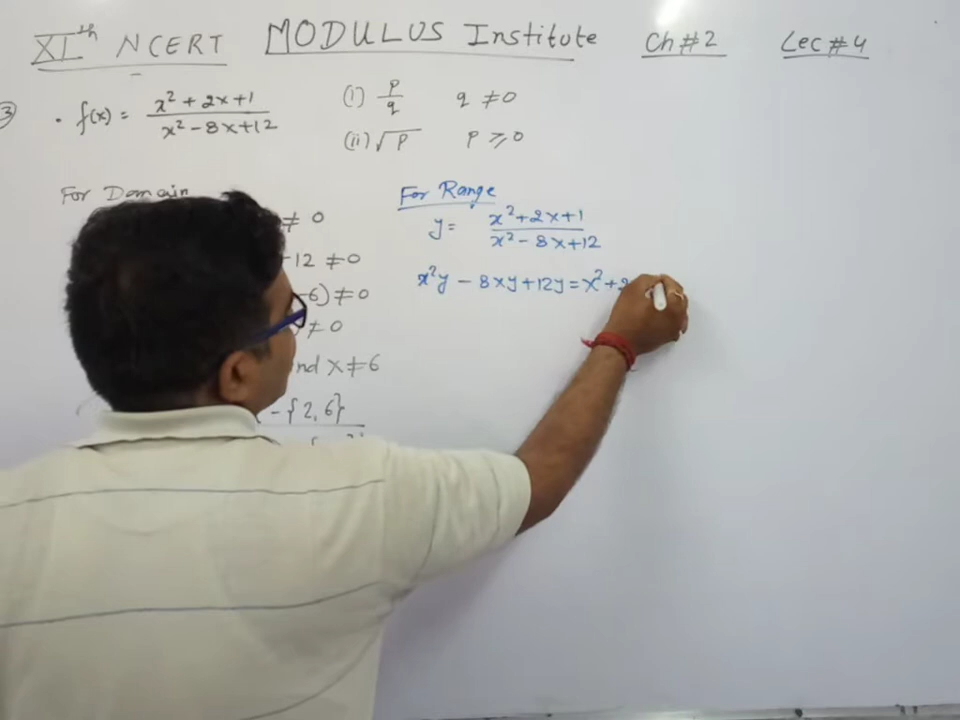 XIth NCERT MODULUS Institute Ch#2 Lec#4
3 . f(x) = x² + 2x + 1 / x² - 8x + 12
(i) p/q q ≠ 0
(ii) √p p ≥ 0
For Domain
≠ 0
12 ≠ 0
6) ≠ 0
≠ 0
nd x ≠ 6
- {2, 6}
For Range
y = x² + 2x + 1 / x² - 8x + 12
x²y - 8xy + 12y = x² + 2